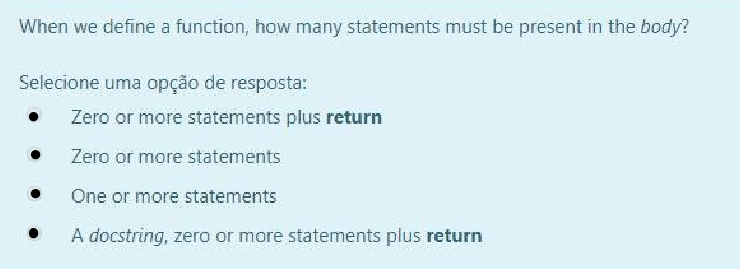 When we define a function, how many statements must be present in the body?
Selecione uma opção de resposta:
Zero or more statements plus return
Zero or more statements
One or more statements
A docstring, zero or more statements plus return